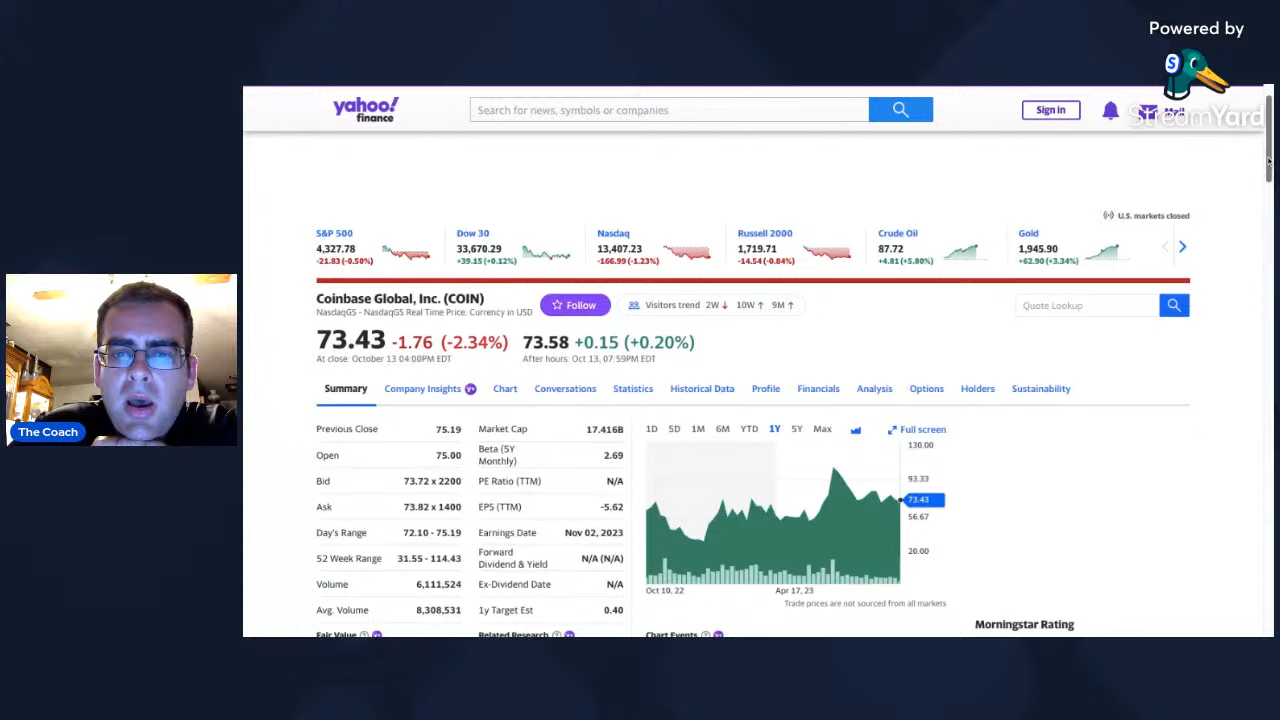 Powered by
S
StreamYard
yahoo!
finance
Search for news, symbols or companies
Sign in
U.S. markets closed
S&P 500
4,327.78
-21.83 (-0.50%)
Dow 30
33,670.29
+39.15 (+0.12%)
Nasdaq
13,407.23
-166.99 (-1.23%)
Russell 2000
1,719.71
-14.54 (-0.84%)
Crude Oil
87.72
+4.81 (+5.80%)
Gold
1,945.90
+62.90 (+3.34%)
Coinbase Global, Inc. (COIN)
NasdaqGS - NasdaqGS Real Time Price. Currency in USD
Follow
Visitors trend 2W↓ 10W↑ 9M↑
Quote Lookup
73.43 -1.76 (-2.34%)
At close: October 13 04:00PM EDT
73.58 +0.15 (+0.20%)
After hours: Oct 13, 07:59PM EDT
Summary Company Insights Y+ Chart Conversations Statistics Historical Data Profile Financials Analysis Options Holders Sustainability
Previous Close 75.19
Open 75.00
Bid 73.72 x 2200
Ask 73.82 x 1400
Day's Range 72.10 - 75.19
52 Week Range 31.55 - 114.43
Volume 6,111,524
Avg. Volume 8,308,531
Fair Value
Market Cap 17.416B
Beta (5Y
Monthly) 2.69
PE Ratio (TTM) N/A
EPS (TTM) -5.62
Earnings Date Nov 02, 2023
Forward
Dividend & Yield N/A (N/A)
Ex-Dividend Date N/A
1y Target Est 0.40
Related Research
1D 5D 1M 6M YTD 1Y 5Y Max
Full screen
130.00
93.33
73.43
56.67
20.00
Oct 10, 22
Apr 17, 23
Trade prices are not sourced from all markets
Chart Events
Morningstar Rating
The Coach